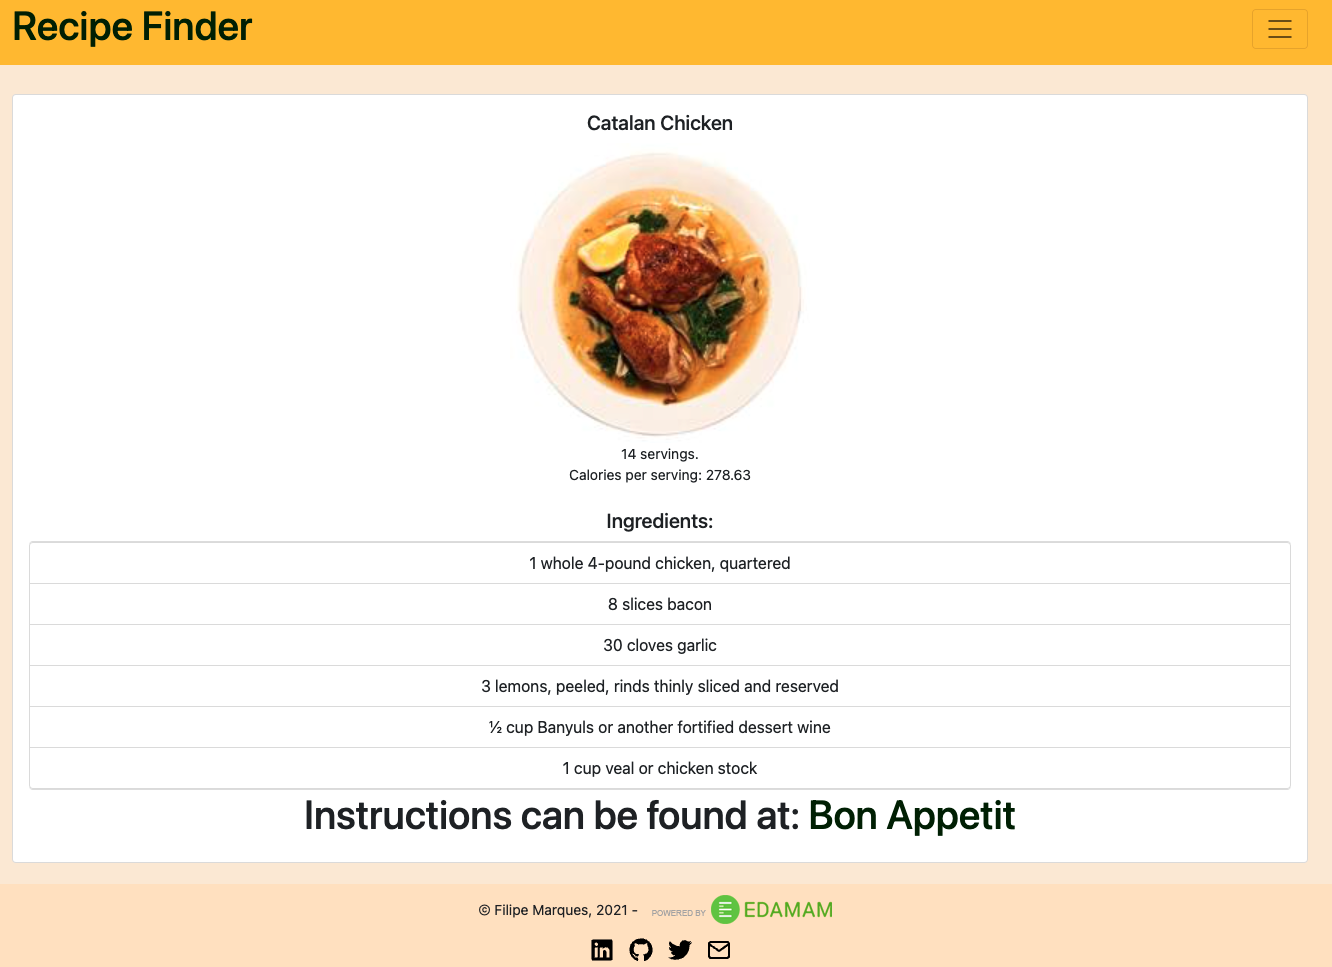 Recipe Finder
Catalan Chicken
14 servings.
Calories per serving: 278.63
Ingredients:
1 whole 4-pound chicken, quartered
8 slices bacon
30 cloves garlic
3 lemons, peeled, rinds thinly sliced and reserved
½ cup Banyuls or another fortified dessert wine
1 cup veal or chicken stock
Instructions can be found at: Bon Appetit
© Filipe Marques, 2021 - POWERED BY EDAMAM